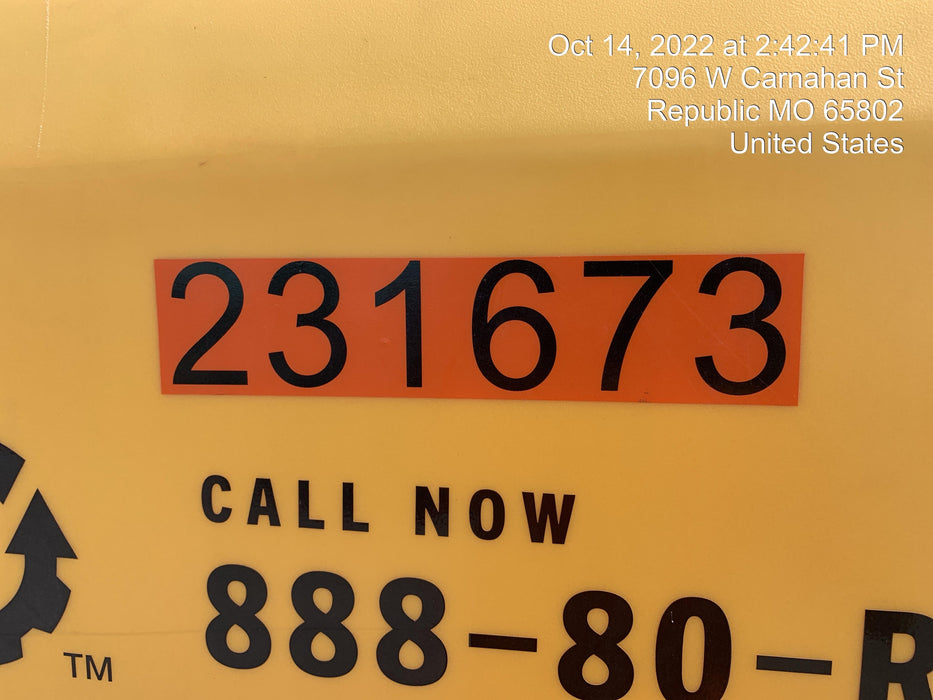 Oct 14, 2022 at 2:42:41 PM
7096 W Carnahan St
Republic MO 65802
United States
231673
CALL NOW
888-80-R
TM